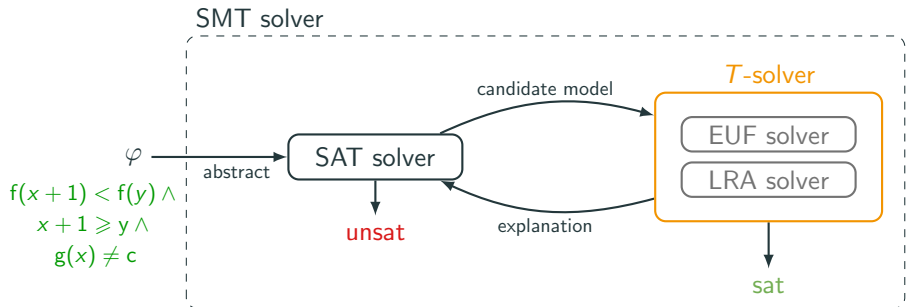 SMT solver
T-solver
candidate model
EUF solver
SAT solver
LRA solver
φ
abstract
f(x + 1) < f(y) ∧
x + 1 ⩾ y ∧
g(x) ≠ c
unsat
explanation
sat